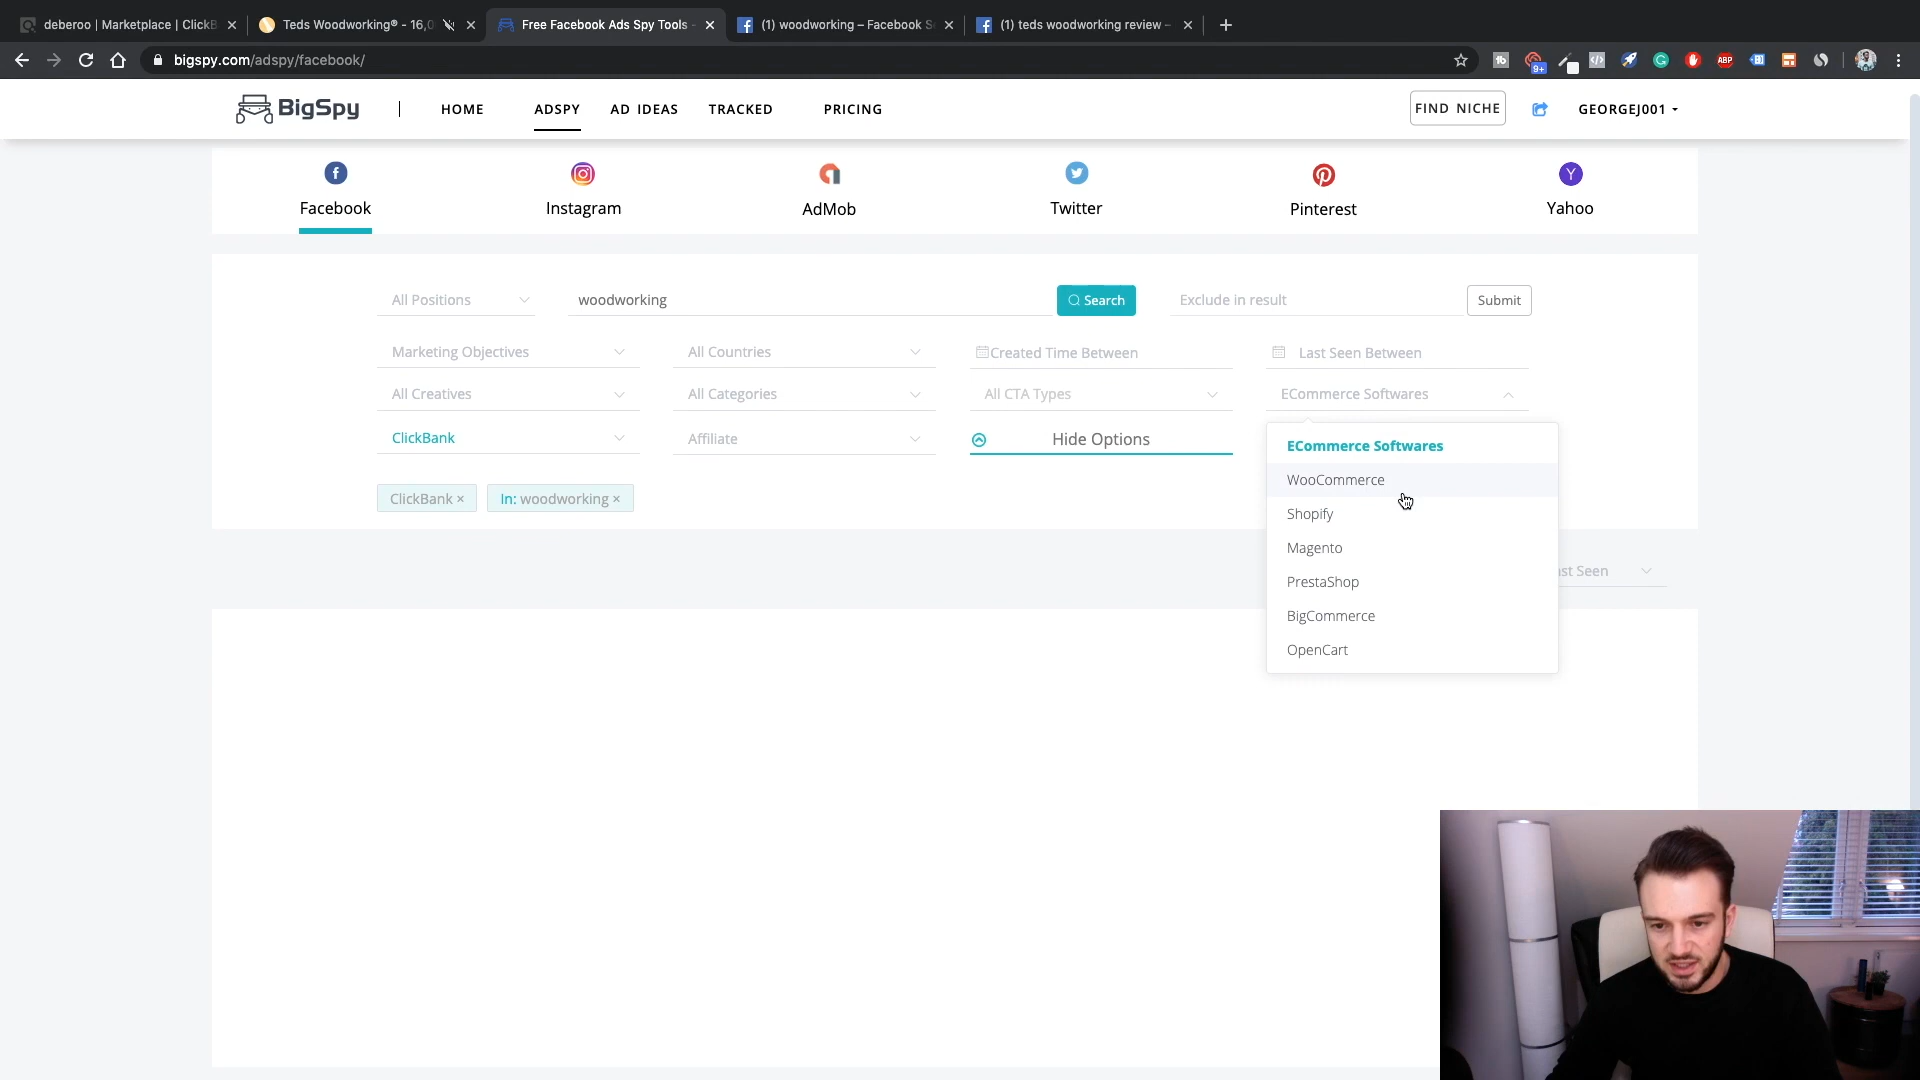 deberoo | Marketplace | ClickB
Teds Woodworking® - 16,0
Free Facebook Ads Spy Tools -
(1) woodworking – Facebook S
(1) teds woodworking review –
bigspy.com/adspy/facebook/
9+
ABP
BigSpy
HOME
ADSPY
AD IDEAS
TRACKED
PRICING
FIND NICHE
GEORGEJ001
Facebook
Instagram
AdMob
Twitter
Pinterest
Yahoo
All Positions
woodworking
Search
Exclude in result
Submit
Marketing Objectives
All Countries
Created Time Between
Last Seen Between
All Creatives
All Categories
All CTA Types
ECommerce Softwares
ClickBank
Affiliate
Hide Options
ECommerce Softwares
WooCommerce
Shopify
Magento
PrestaShop
BigCommerce
OpenCart
ClickBank ×
In: woodworking ×
st Seen